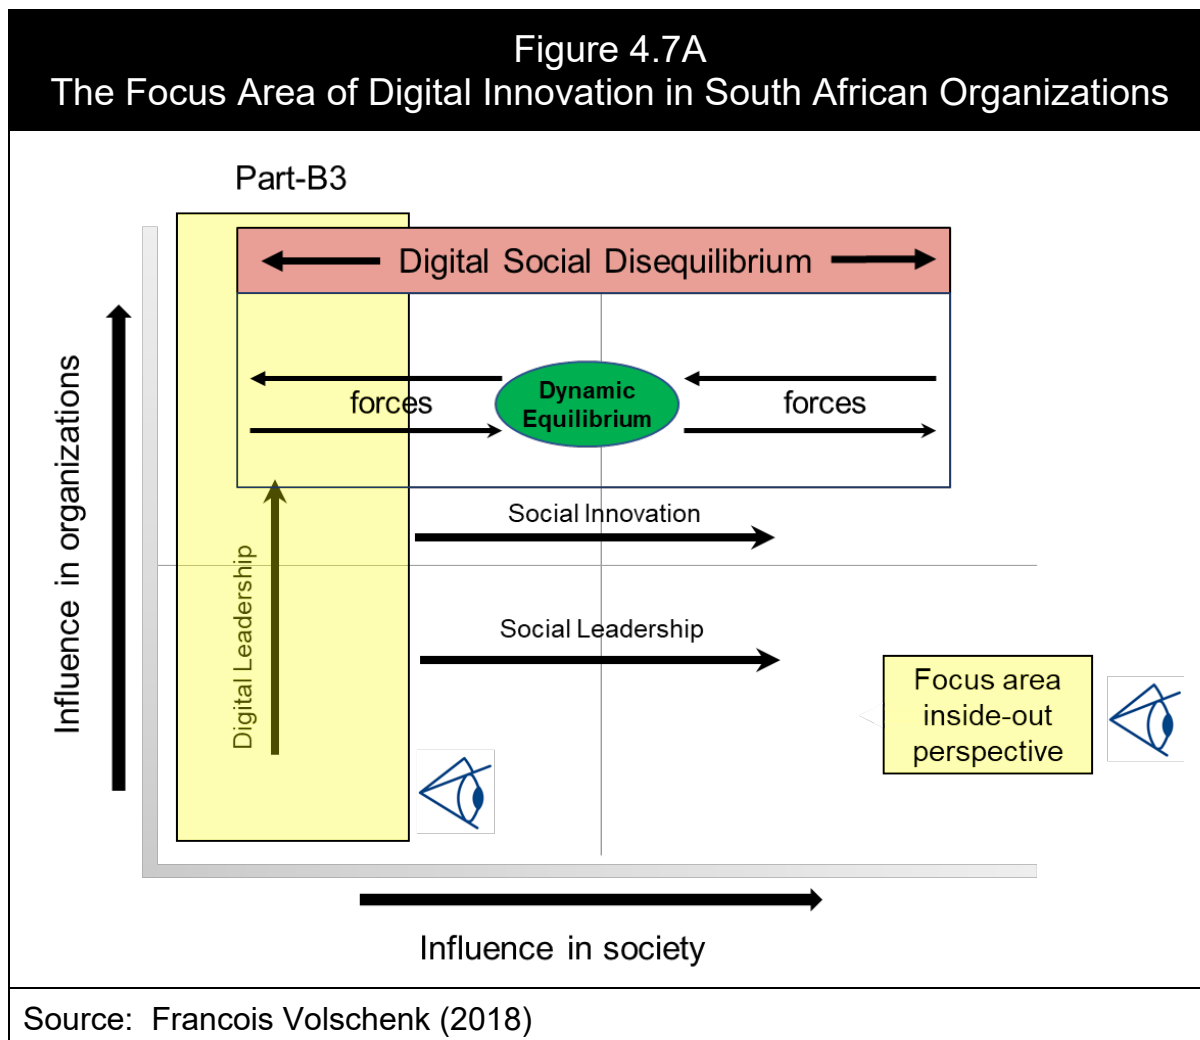 Figure 4.7A
The Focus Area of Digital Innovation in South African Organizations
Part-B3
Digital Social Disequilibrium
forces
Dynamic
Equilibrium
forces
Social Innovation
Social Leadership
Digital Leadership
Influence in organizations
Focus area
inside-out
perspective
Influence in society
Source: Francois Volschenk (2018)